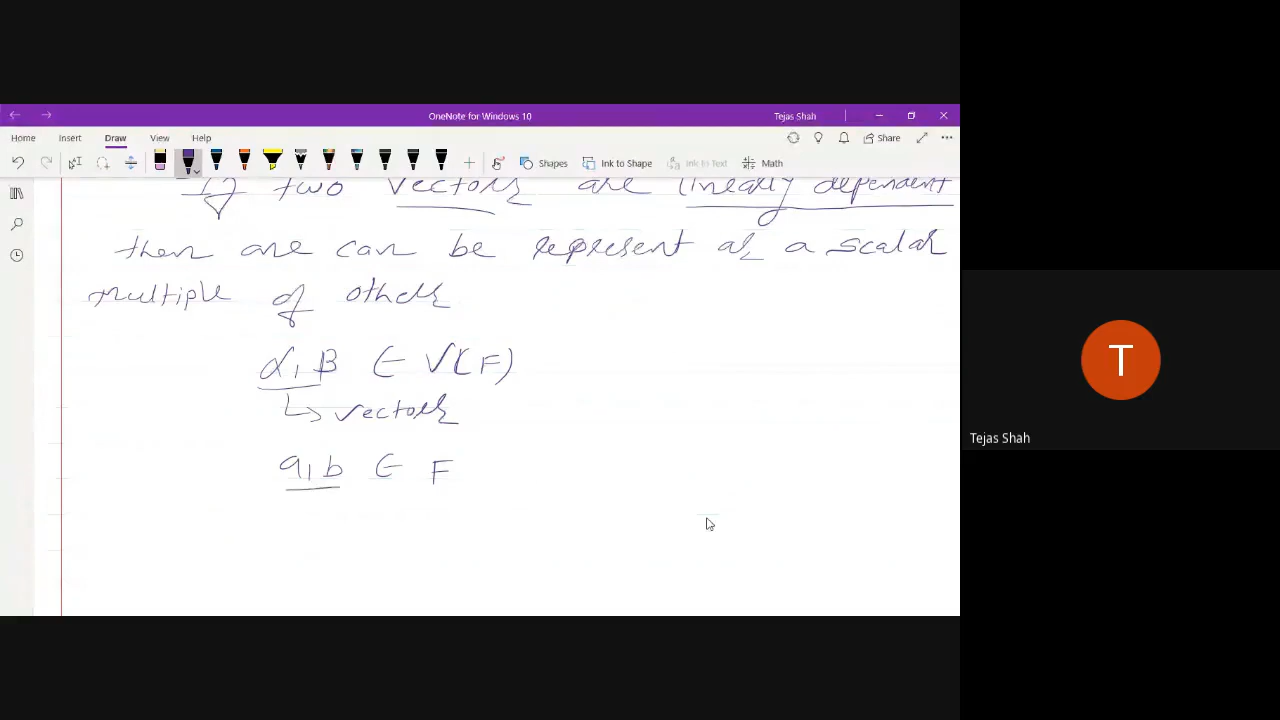 OneNote for Windows 10
Tejas Shah
Home Insert Draw View Help
Share
Shapes Ink to Shape Ink to Text Math
If two vectors are linearly dependent
then one can be represent as a scalar
multiple of others
α, β ∈ V(F)
↳ vectors
a, b ∈ F
T
Tejas Shah